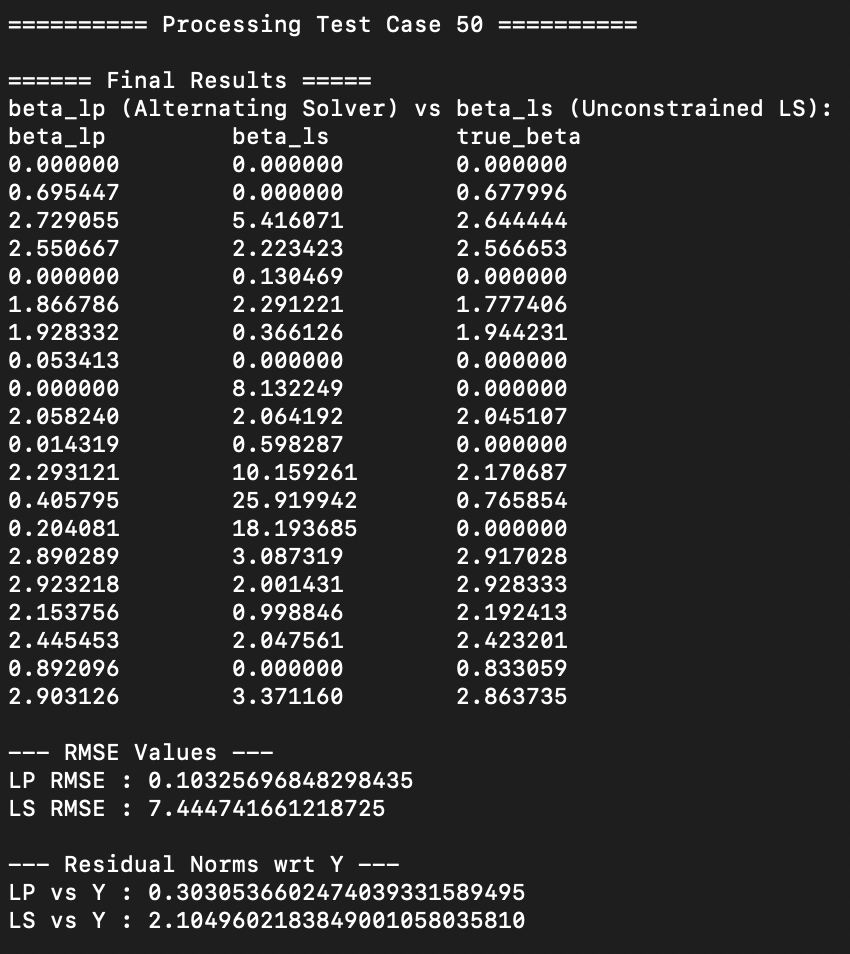 ========== Processing Test Case 50 ==========
====== Final Results =====
beta_lp (Alternating Solver) vs beta_ls (Unconstrained LS):
beta_lp beta_ls true_beta
0.000000 0.000000 0.000000
0.695447 0.000000 0.677996
2.729055 5.416071 2.644444
2.550667 2.223423 2.566653
0.000000 0.130469 0.000000
1.866786 2.291221 1.777406
1.928332 0.366126 1.944231
0.053413 0.000000 0.000000
0.000000 8.132249 0.000000
2.058240 2.064192 2.045107
0.014319 0.598287 0.000000
2.293121 10.159261 2.170687
0.405795 25.919942 0.765854
0.204081 18.193685 0.000000
2.890289 3.087319 2.917028
2.923218 2.001431 2.928333
2.153756 0.998846 2.192413
2.445453 2.047561 2.423201
0.892096 0.000000 0.833059
2.903126 3.371160 2.863735
--- RMSE Values ---
LP RMSE : 0.10325696848298435
LS RMSE : 7.444741661218725
--- Residual Norms wrt Y ---
LP vs Y : 0.3030536602474039331589495
LS vs Y : 2.1049602183849001058035810